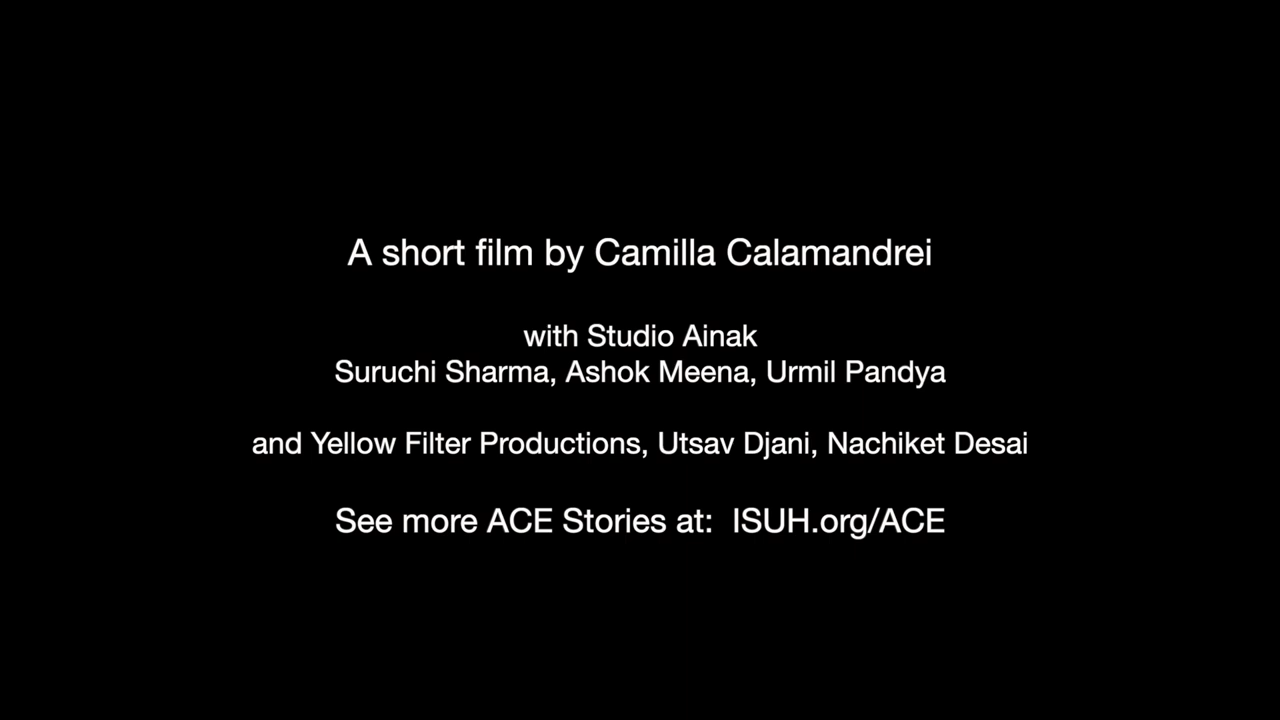 A short film by Camilla Calamandrei
with Studio Ainak
Suruchi Sharma, Ashok Meena, Urmil Pandya
and Yellow Filter Productions, Utsav Djani, Nachiket Desai
See more ACE Stories at:  ISUH.org/ACE